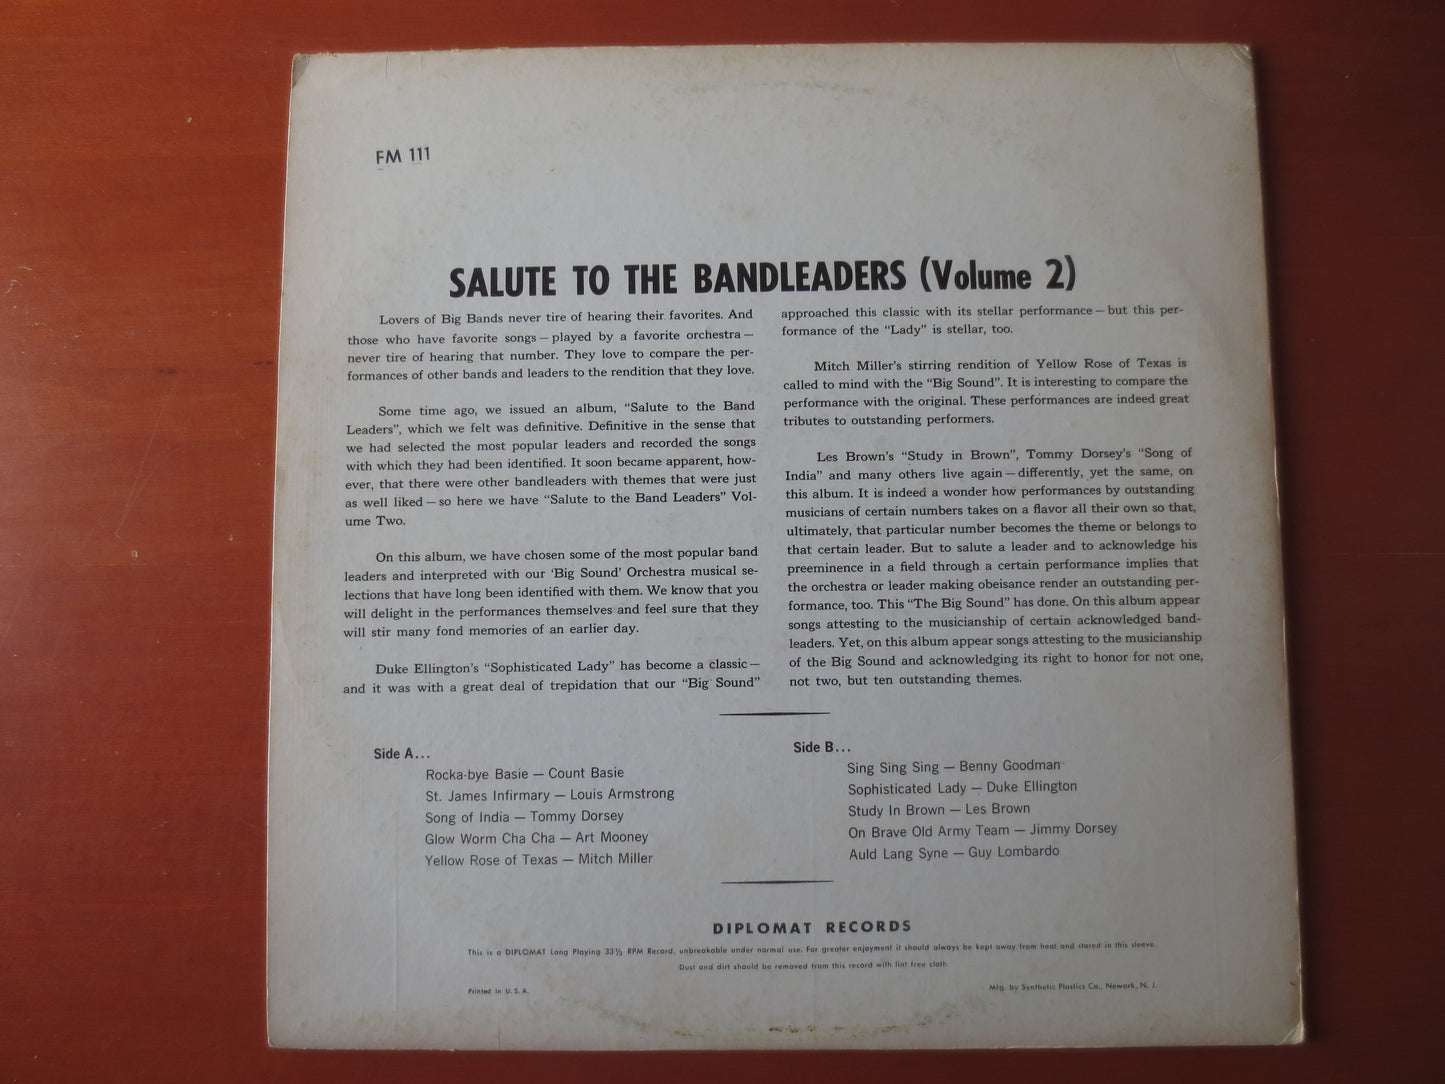 FM 111
SALUTE TO THE BANDLEADERS (Volume 2)
Lovers of Big Bands never tire of hearing their favorites. And
those who have favorite songs — played by a favorite orchestra —
never tire of hearing that number. They love to compare the per-
formances of other bands and leaders to the rendition that they love.
Some time ago, we issued an album, “Salute to the Band
Leaders”, which we felt was definitive. Definitive in the sense that
we had selected the most popular leaders and recorded the songs
with which they had been identified. It soon became apparent, how-
ever, that there were other bandleaders with themes that were just
as well liked — so here we have “Salute to the Band Leaders” Vol-
ume Two.
On this album, we have chosen some of the most popular band
leaders and interpreted with our ‘Big Sound’ Orchestra musical se-
lections that have long been identified with them. We know that you
will delight in the performances themselves and feel sure that they
will stir many fond memories of an earlier day.
Duke Ellington’s “Sophisticated Lady” has become a classic —
and it was with a great deal of trepidation that our “Big Sound”
approached this classic with its stellar performance — but this per-
formance of the “Lady” is stellar, too.
Mitch Miller’s stirring rendition of Yellow Rose of Texas is
called to mind with the “Big Sound”. It is interesting to compare the
performance with the original. These performances are indeed great
tributes to outstanding performers.
Les Brown’s “Study in Brown”, Tommy Dorsey’s “Song of
India” and many others live again — differently, yet the same, on
this album. It is indeed a wonder how performances by outstanding
musicians of certain numbers takes on a flavor all their own so that,
ultimately, that particular number becomes the theme or belongs to
that certain leader. But to salute a leader and to acknowledge his
preeminence in a field through a certain performance implies that
the orchestra or leader making obeisance render an outstanding per-
formance, too. This “The Big Sound” has done. On this album appear
songs attesting to the musicianship of certain acknowledged band-
leaders. Yet, on this album appear songs attesting to the musicianship
of the Big Sound and acknowledging its right to honor for not one,
not two, but ten outstanding themes.
Side A...
Rocka-bye Basie — Count Basie
St. James Infirmary — Louis Armstrong
Song of India — Tommy Dorsey
Glow Worm Cha Cha — Art Mooney
Yellow Rose of Texas — Mitch Miller
Side B...
Sing Sing Sing — Benny Goodman
Sophisticated Lady — Duke Ellington
Study In Brown — Les Brown
On Brave Old Army Team — Jimmy Dorsey
Auld Lang Syne — Guy Lombardo
DIPLOMAT RECORDS
This is a DIPLOMAT Long Playing 33⅓ RPM Record, unbreakable under normal use. For greater enjoyment it should always be kept away from heat and stored in this sleeve.
Dust and dirt should be removed from this record with lint free cloth
Printed in U. S. A.
Mfg. by Synthetic Plastics Co., Newark, N. J.